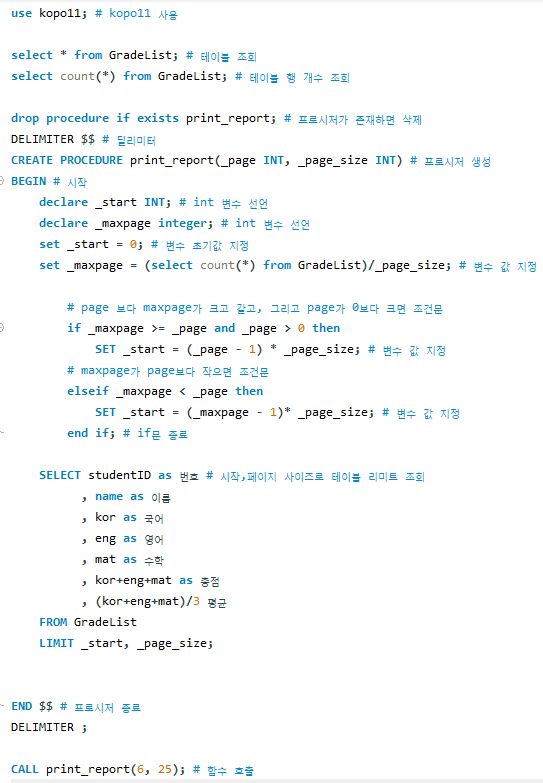 use kopo11; # kopo11 사용
select * from GradeList; # 테이블 조회
select count(*) from GradeList; # 테이블 행 개수 조회
drop procedure if exists print_report; # 프로시저가 존재하면 삭제
DELIMITER $$ # 딜리미터
CREATE PROCEDURE print_report(_page INT, _page_size INT) # 프로시저 생성
BEGIN # 시작
declare _start INT; # int 변수 선언
declare _maxpage integer; # int 변수 선언
set _start = 0; # 변수 초기값 지정
set _maxpage = (select count(*) from GradeList)/_page_size; # 변수 값 지정
# page 보다 maxpage가 크고 같고, 그리고 page가 0보다 크면 조건문
if _maxpage >= _page and _page > 0 then
SET _start = (_page - 1) * _page_size; # 변수 값 지정
# maxpage가 page보다 작으면 조건문
elseif _maxpage < _page then
SET _start = (_maxpage - 1)* _page_size; # 변수 값 지정
end if; # if문 종료
SELECT studentID as 번호 # 시작,페이지 사이즈로 테이블 리미트 조회
, name as 이름
, kor as 국어
, eng as 영어
, mat as 수학
, kor+eng+mat as 총점
, (kor+eng+mat)/3 평균
FROM GradeList
LIMIT _start, _page_size;
END $$ # 프로시저 종료
DELIMITER ;
CALL print_report(6, 25); # 함수 호출